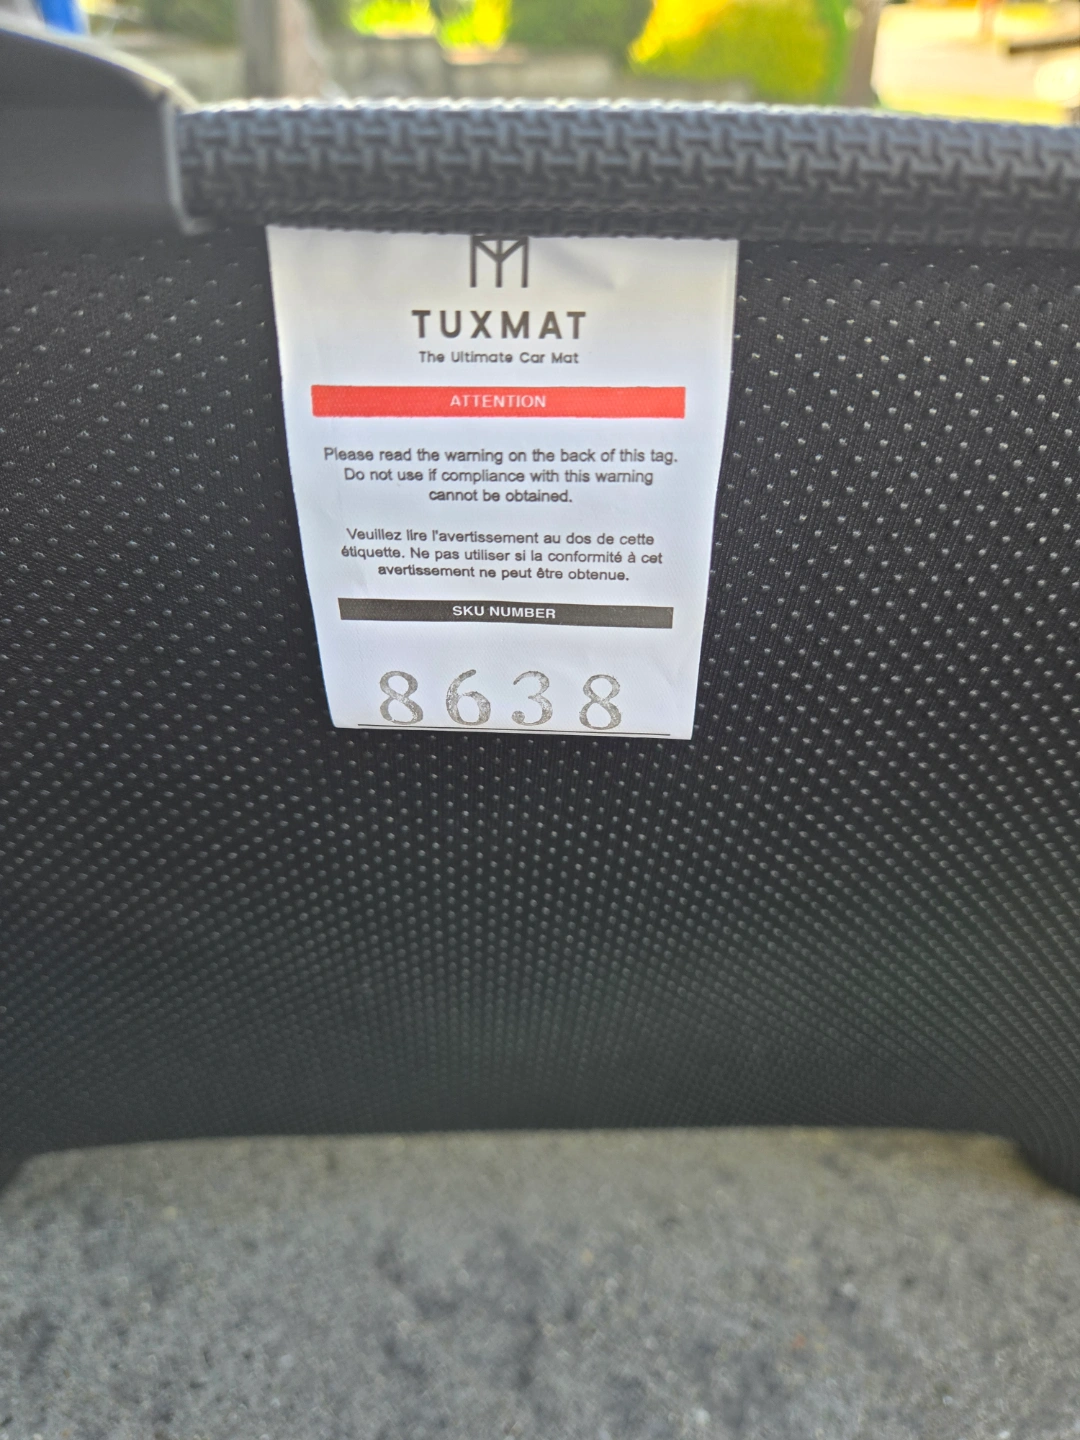 TUXMAT
The Ultimate Car Mat
ATTENTION
Please read the warning on the back of this tag.
Do not use if compliance with this warning
cannot be obtained.
Veuillez lire l'avertissement au dos de cette
étiquette. Ne pas utiliser si la conformité à cet
avertissement ne peut être obtenue.
SKU NUMBER
8638